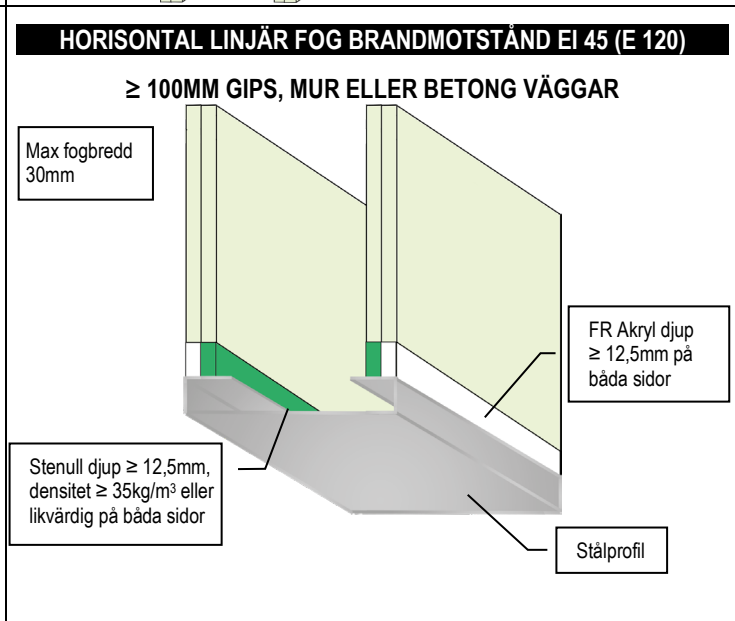 HORISONTAL LINJÄR FOG BRANDMOTSTÅND EI 45 (E 120)
≥ 100MM GIPS, MUR ELLER BETONG VÄGGAR
Max fogbredd
30mm
FR Akryl djup
≥ 12,5mm på
båda sidor
Stenull djup ≥ 12,5mm,
densitet ≥ 35kg/m³ eller
likvärdig på båda sidor
Stålprofil